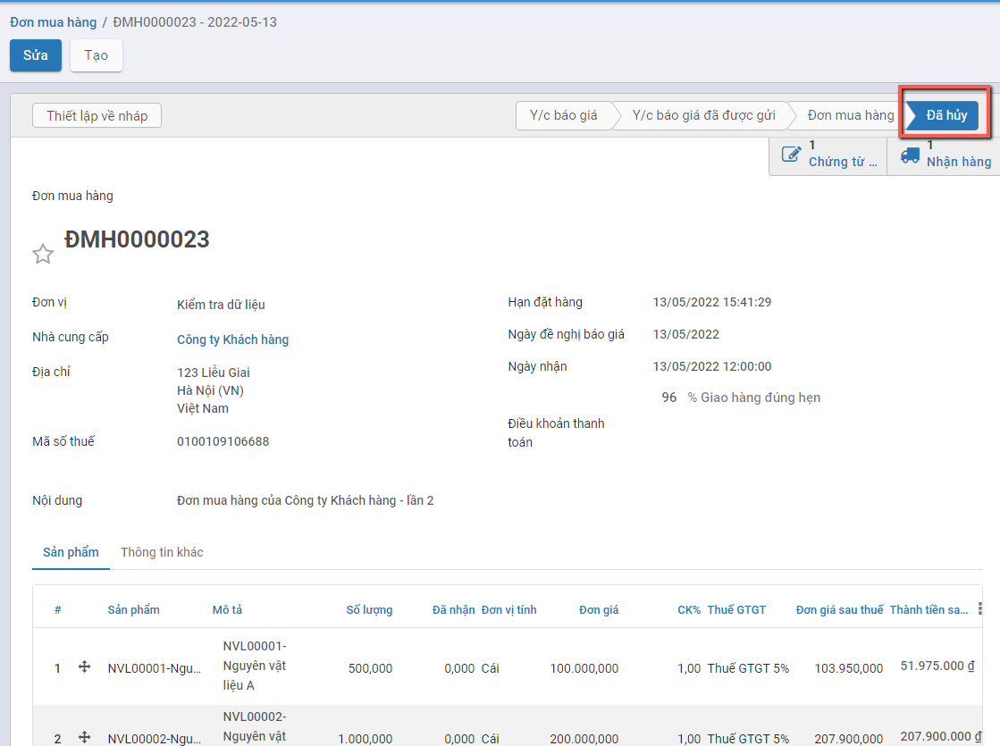 Đơn mua hàng / ĐMH0000023 - 2022-05-13
Sửa Tạo
Thiết lập về nháp Y/c báo giá Y/c báo giá đã được gửi Đơn mua hàng Đã hủy
1 Chứng từ ... 1 Nhận hàng
Đơn mua hàng
ĐMH0000023
Đơn vị Kiểm tra dữ liệu Hạn đặt hàng 13/05/2022 15:41:29
Nhà cung cấp Công ty Khách hàng Ngày đề nghị báo giá 13/05/2022
Địa chỉ 123 Liễu Giai Ngày nhận 13/05/2022 12:00:00
Hà Nội (VN)
Việt Nam 96 % Giao hàng đúng hẹn
Mã số thuế 0100109106688 Điều khoản thanh
toán
Nội dung Đơn mua hàng của Công ty Khách hàng - lần 2
Sản phẩm Thông tin khác
# Sản phẩm Mô tả Số lượng Đã nhận Đơn vị tính Đơn giá CK% Thuế GTGT Đơn giá sau thuế Thành tiền sa...
NVL00001-
1 NVL00001-Ngu... Nguyên vật 500,000 0,000 Cái 100.000,000 1,00 Thuế GTGT 5% 103.950,000 51.975.000 ₫
liệu A
NVL00002-
2 NVL00002-Ngu... Nguyên vật 1.000,000 0,000 Cái 200.000,000 1,00 Thuế GTGT 5% 207.900,000 207.900.000 ₫